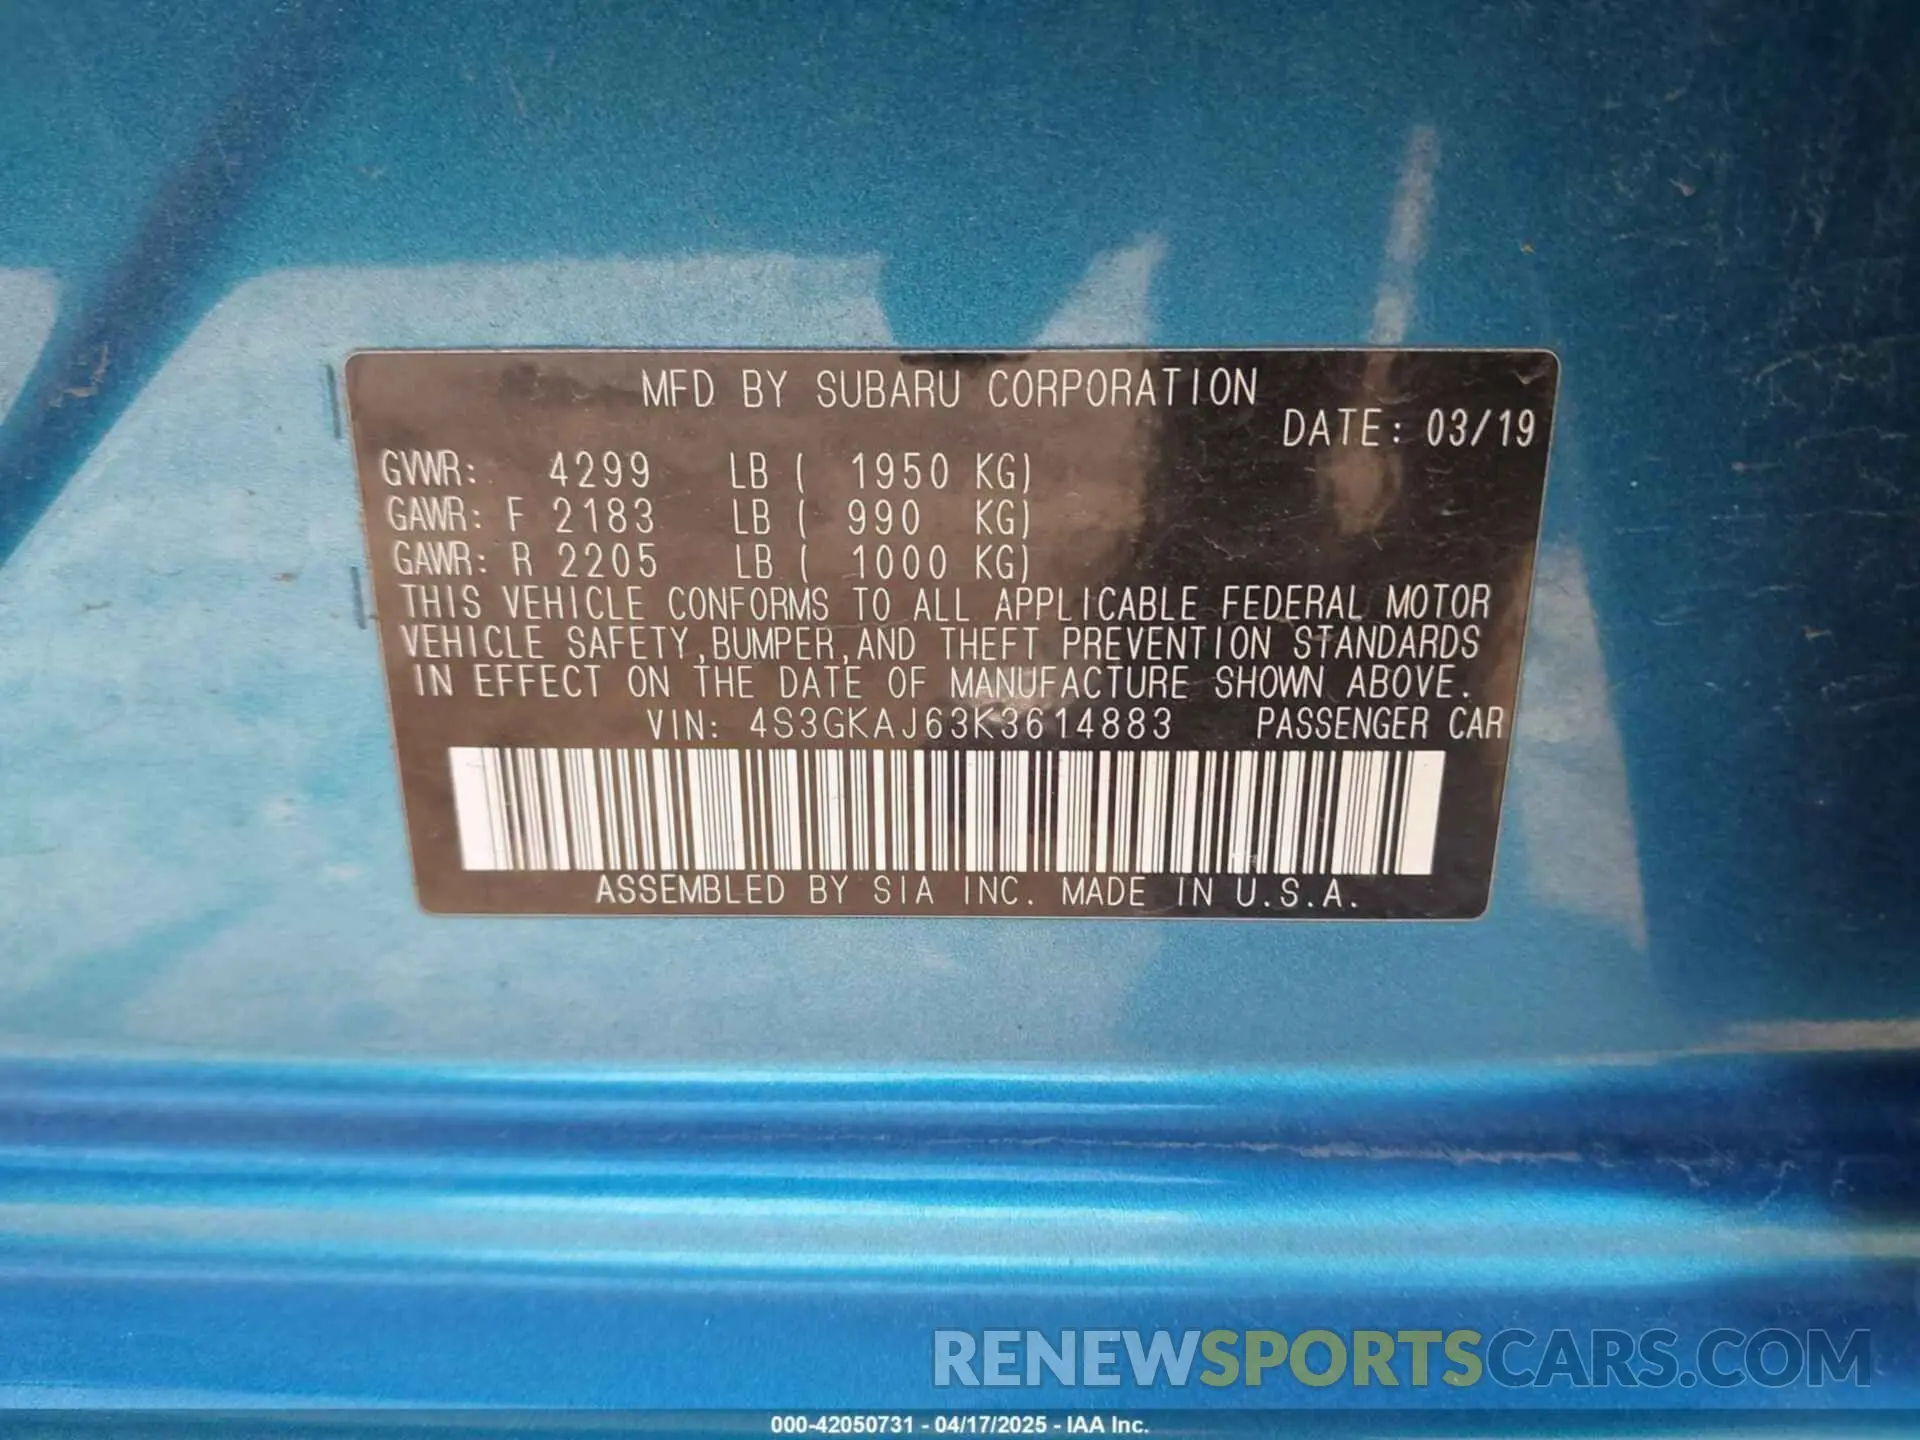 MFD BY SUBARU CORPORATION
DATE: 03/19
GVWR: 4299 LB ( 1950 KG)
GAWR: F 2183 LB ( 990 KG)
GAWR: R 2205 LB ( 1000 KG)
THIS VEHICLE CONFORMS TO ALL APPLICABLE FEDERAL MOTOR
VEHICLE SAFETY,BUMPER,AND THEFT PREVENTION STANDARDS
IN EFFECT ON THE DATE OF MANUFACTURE SHOWN ABOVE.
VIN: 4S3GKAJ63K3614883 PASSENGER CAR
ASSEMBLED BY SIA INC. MADE IN U.S.A.
RENEWSPORTSCARS.COM
000-42050731 - 04/17/2025 - IAA Inc.